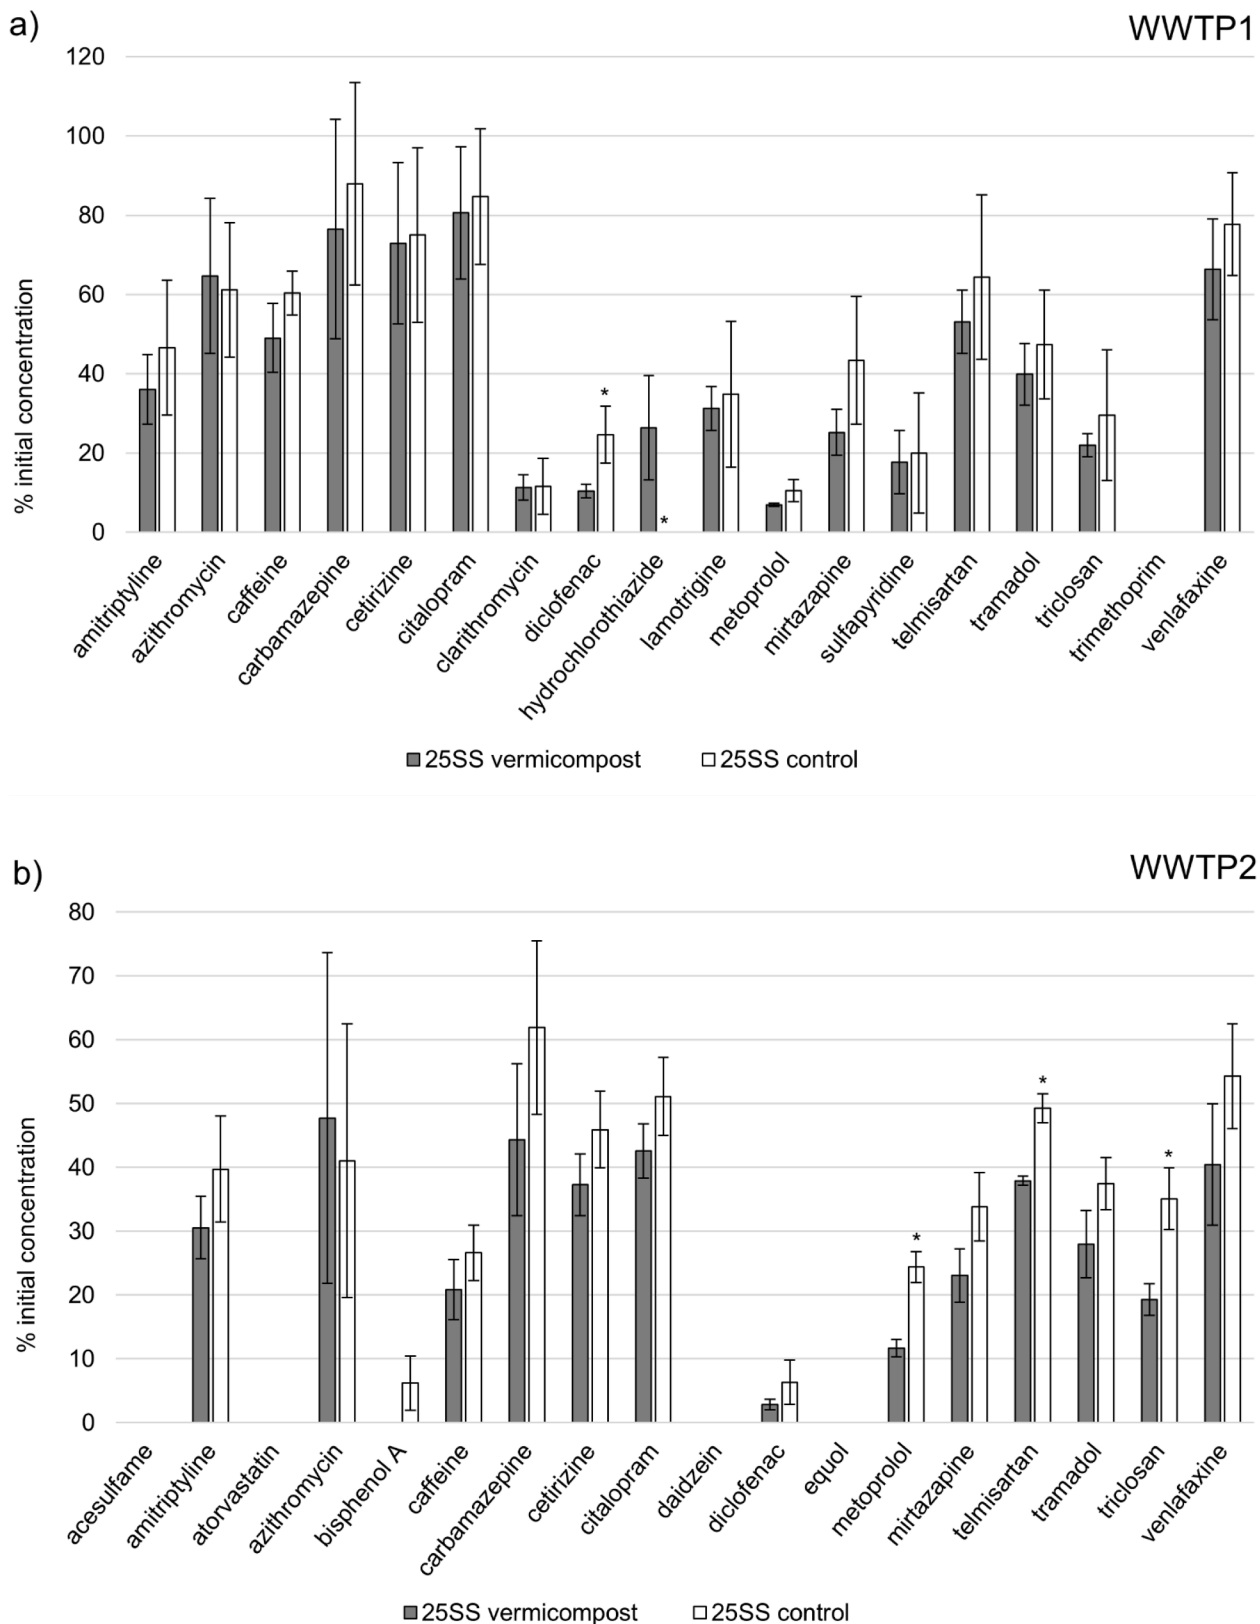 a)
WWTP1
120
100
80
60
40
20
0
% initial concentration
*
*
amitriptyline
azithromycin
caffeine
carbamazepine
cetirizine
citalopram
clarithromycin
diclofenac
hydrochlorothiazide
lamotrigine
metoprolol
mirtazapine
sulfapyridine
telmisartan
tramadol
triclosan
trimethoprim
venlafaxine
25SS vermicompost 25SS control
b)
WWTP2
80
70
60
50
40
30
20
10
0
% initial concentration
*
*
*
acesulfame
amitriptyline
atorvastatin
azithromycin
bisphenol A
caffeine
carbamazepine
cetirizine
citalopram
daidzein
diclofenac
equol
metoprolol
mirtazapine
telmisartan
tramadol
triclosan
venlafaxine
25SS vermicompost 25SS control